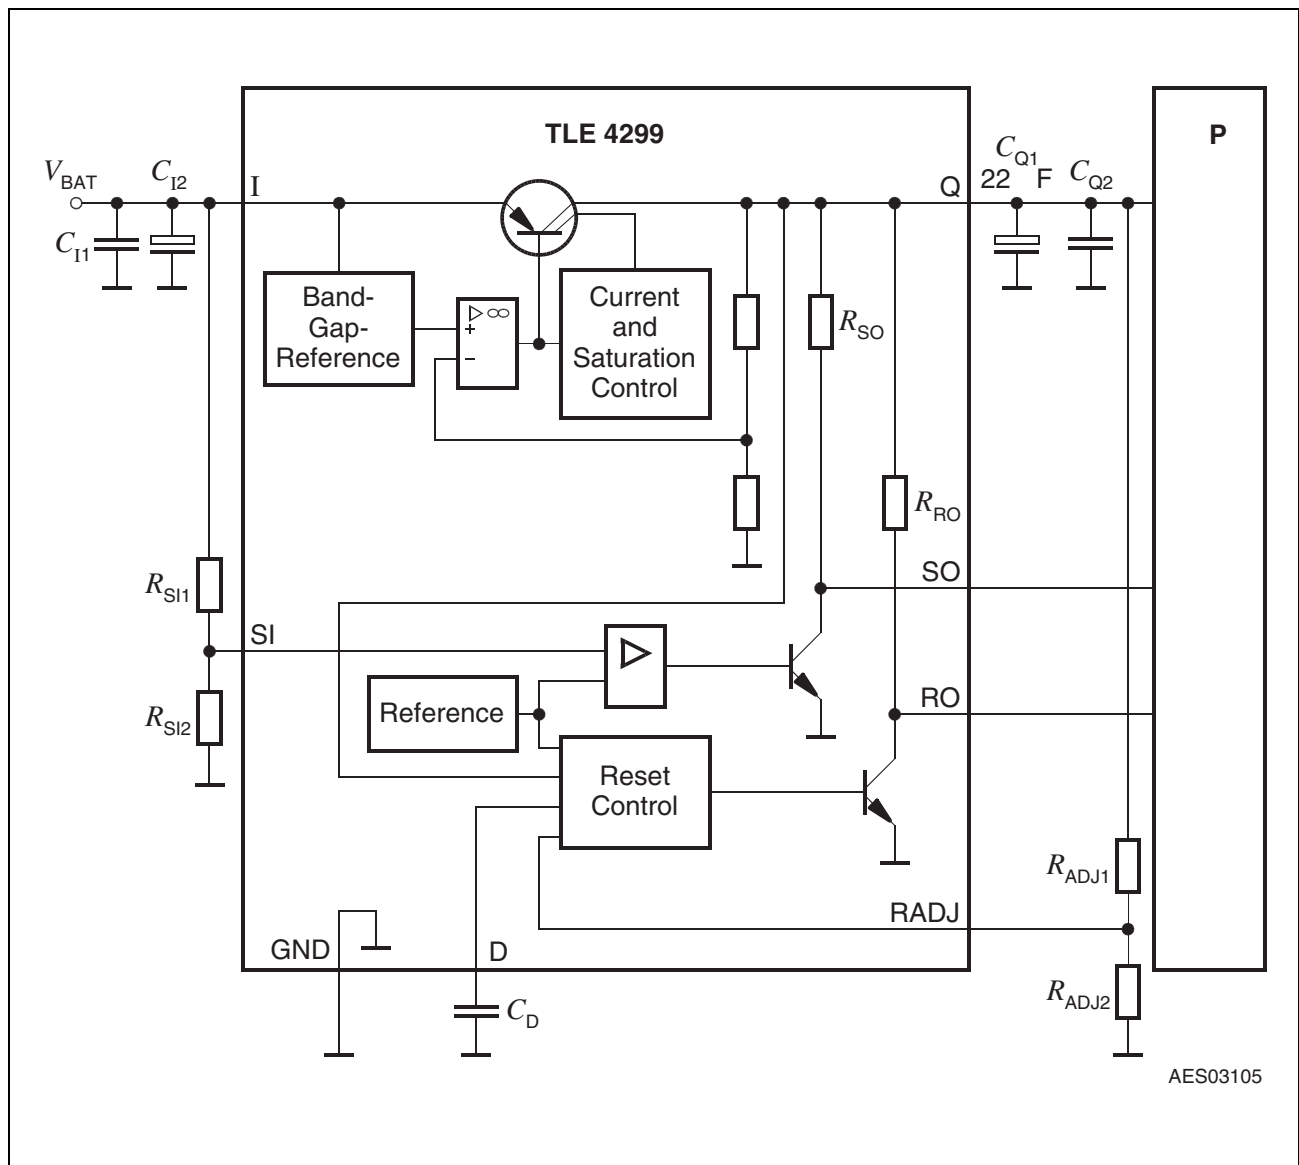 TLE 4299
P
V_BAT
C_I2
I
Q
C_Q1
22 F
C_Q2
C_I1
Band-
Gap-
Reference
▷ ∞
+
−
Current
and
Saturation
Control
R_SO
R_RO
R_SI1
SO
SI
R_SI2
Reference
RO
Reset
Control
R_ADJ1
RADJ
GND
D
C_D
R_ADJ2
AES03105